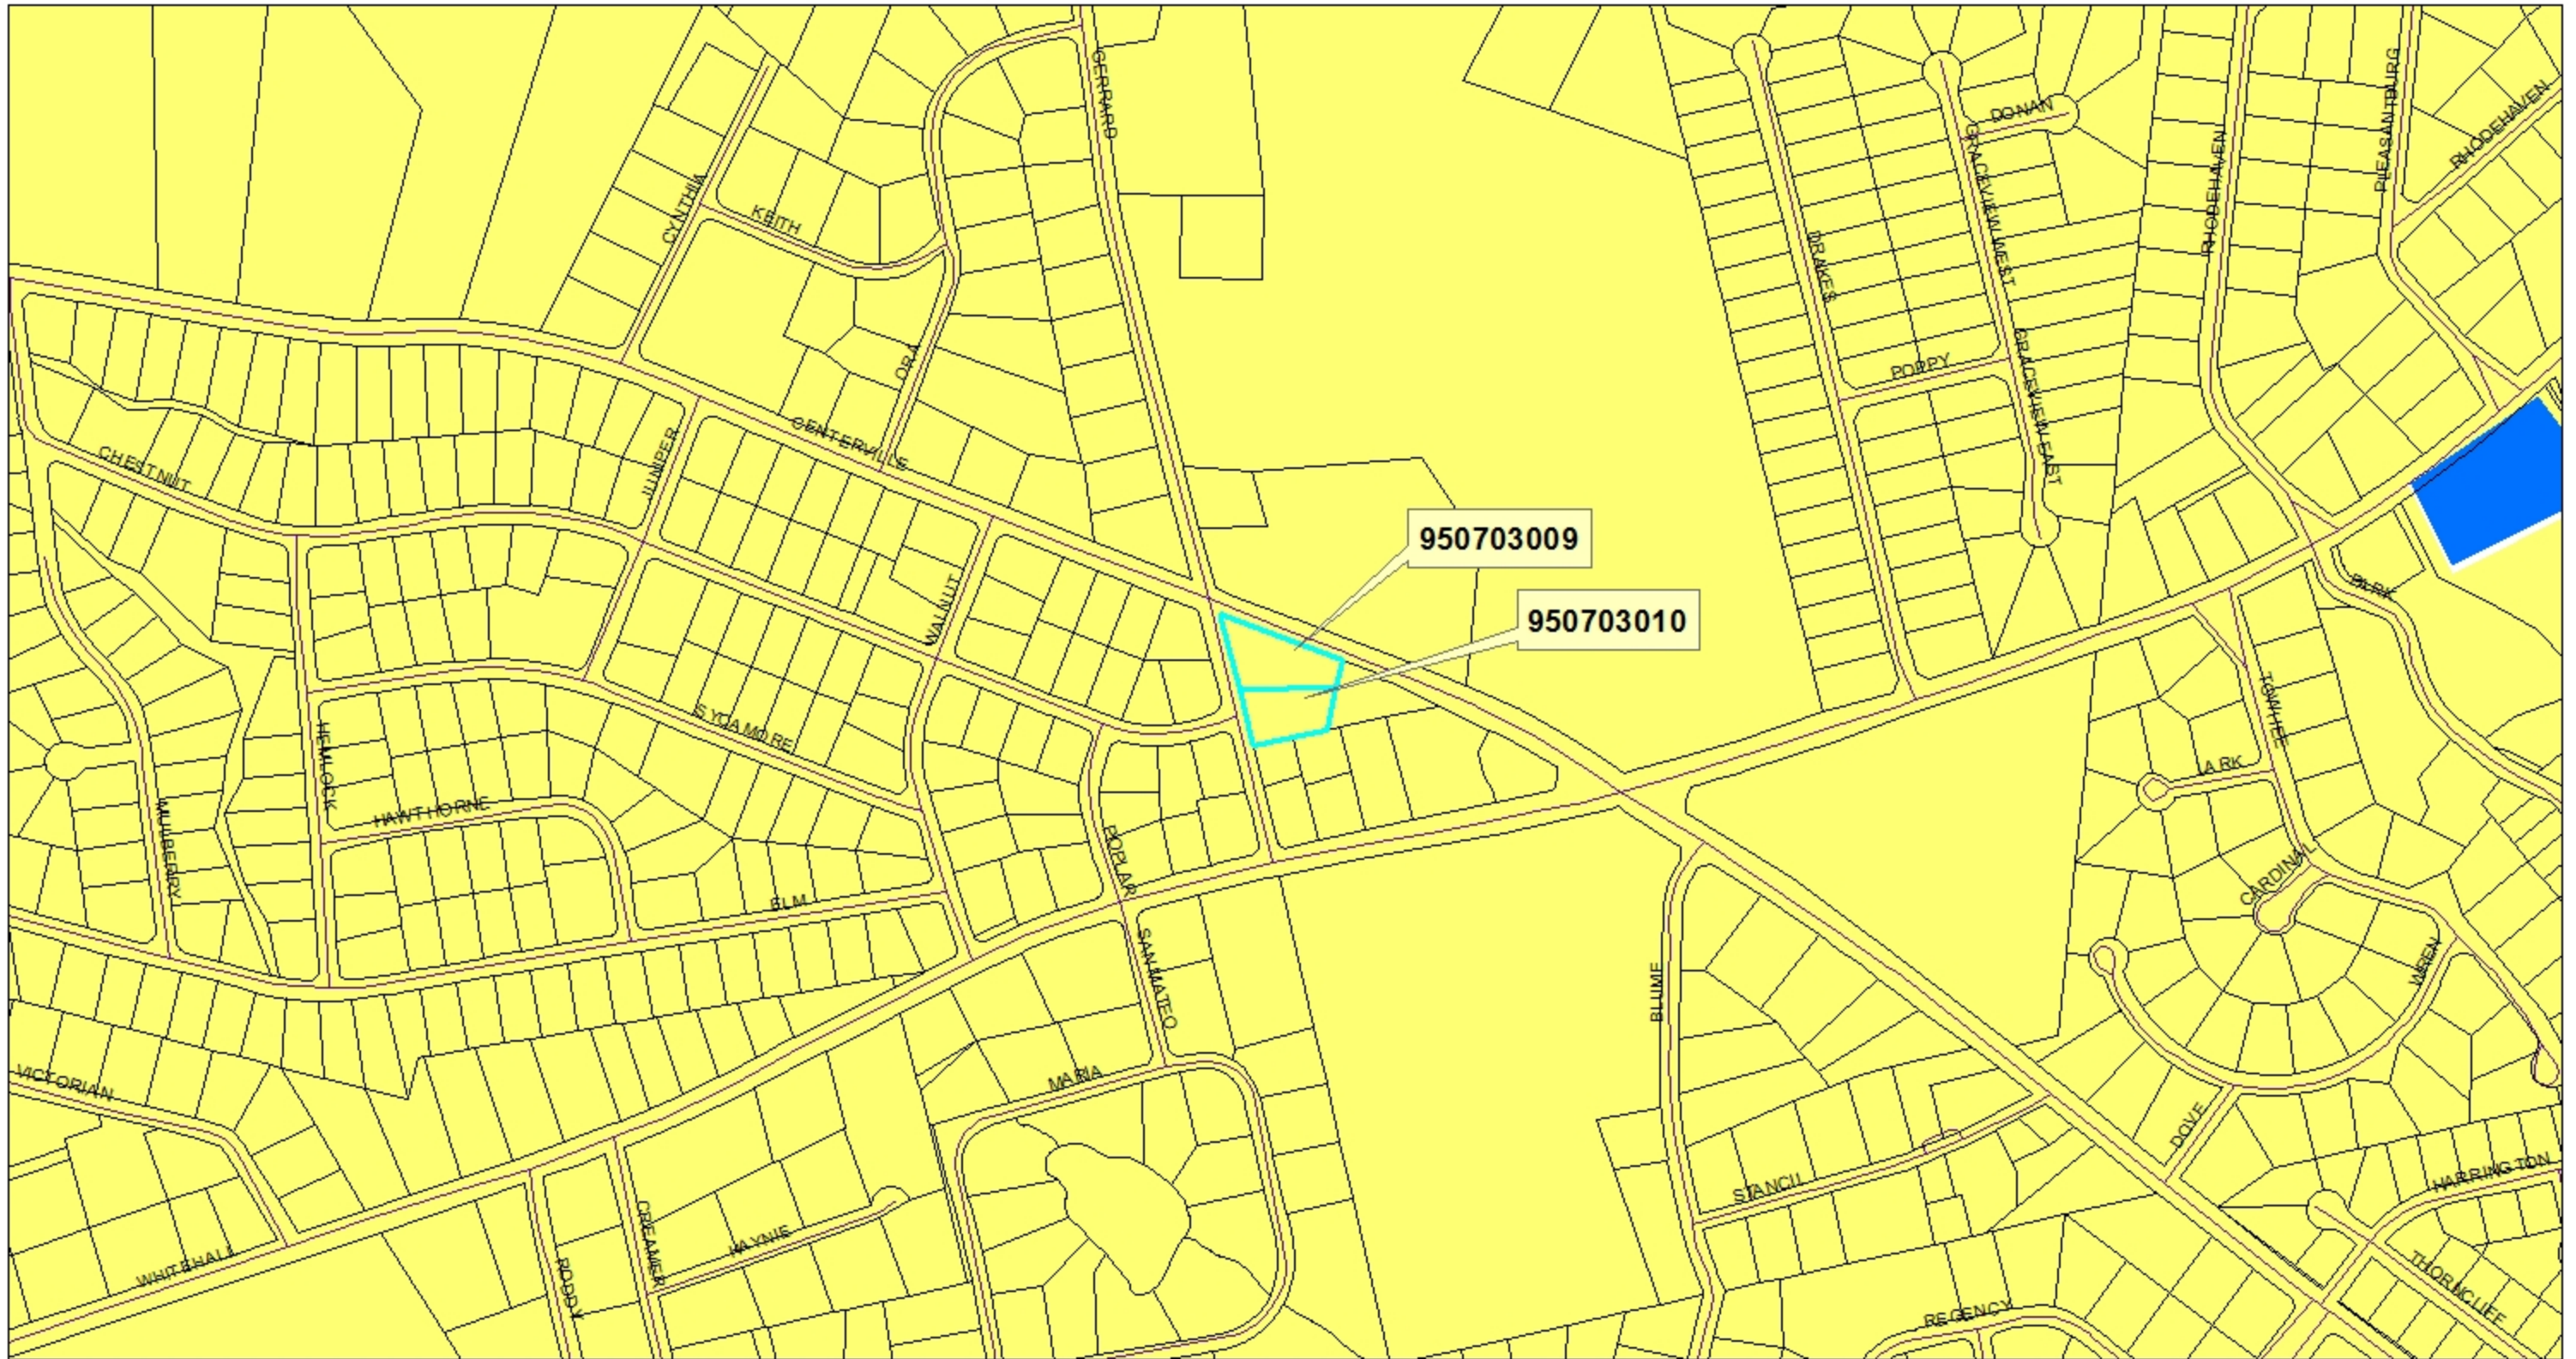 GERRARD
PLEASANTBURG
RHODEHAVEN
DONAN
RHODEHAVEN
CYNTHIA
KEITH
GRACEVIEW WEST
DRAKES
ORA
POPPY
GRACEVIEW EAST
CENTERVILLE
JUNIPER
CHESTNUT
950703009
950703010
WALNUT
PARK
SYCAMORE
TOWHEE
HEMLOCK
LARK
MULBERRY
HAWTHORNE
POPLAR
CARDINAL
ELM
SAN MATEO
BLUME
WREN
VICTORIAN
MARIA
DOVE
HARRINGTON
STANCIL
WHITEHALL
CREAMER
HAYNIE
RODDY
THORNCLIFF
REGENCY